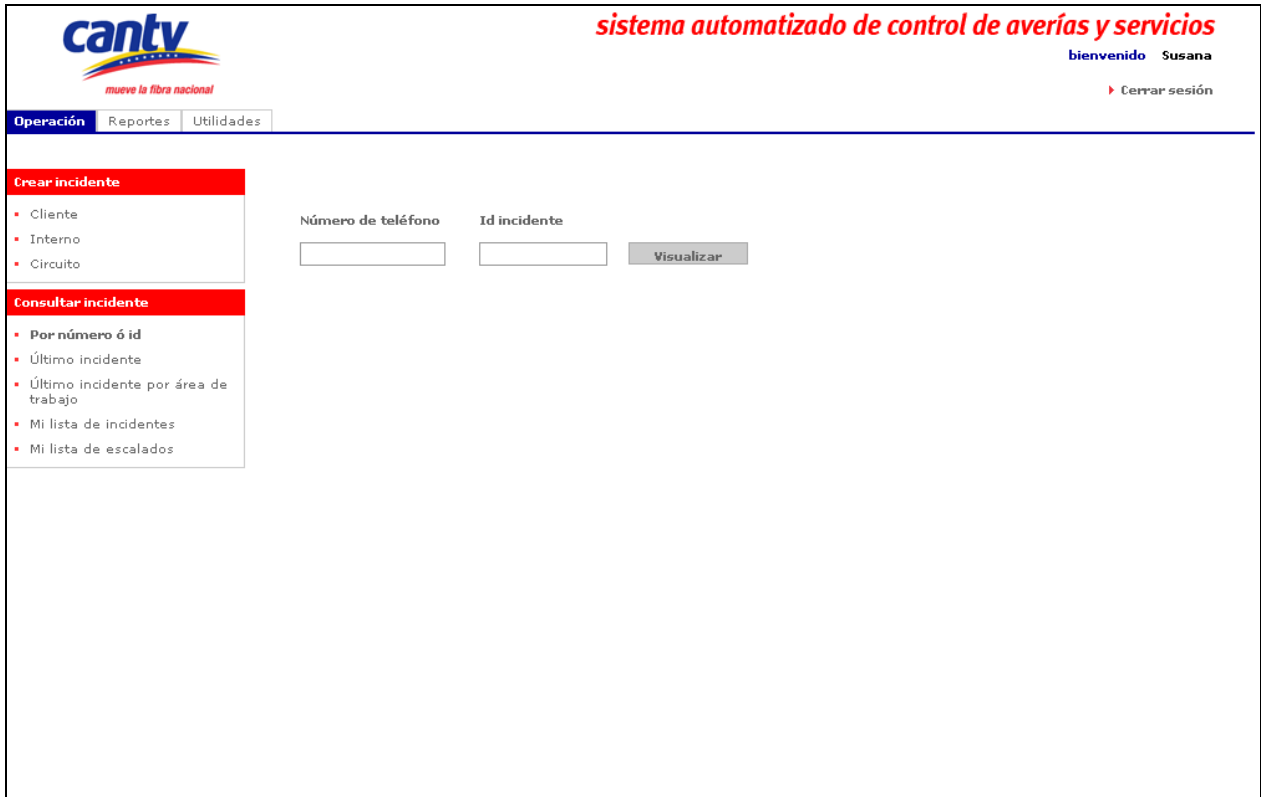 cantv
mueve la fibra nacional
sistema automatizado de control de averías y servicios
bienvenido Susana
Cerrar sesión
Operación Reportes Utilidades
Crear incidente
Cliente
Interno
Circuito
Número de teléfono Id incidente
Visualizar
Consultar incidente
Por número ó id
Último incidente
Último incidente por área de
trabajo
Mi lista de incidentes
Mi lista de escalados